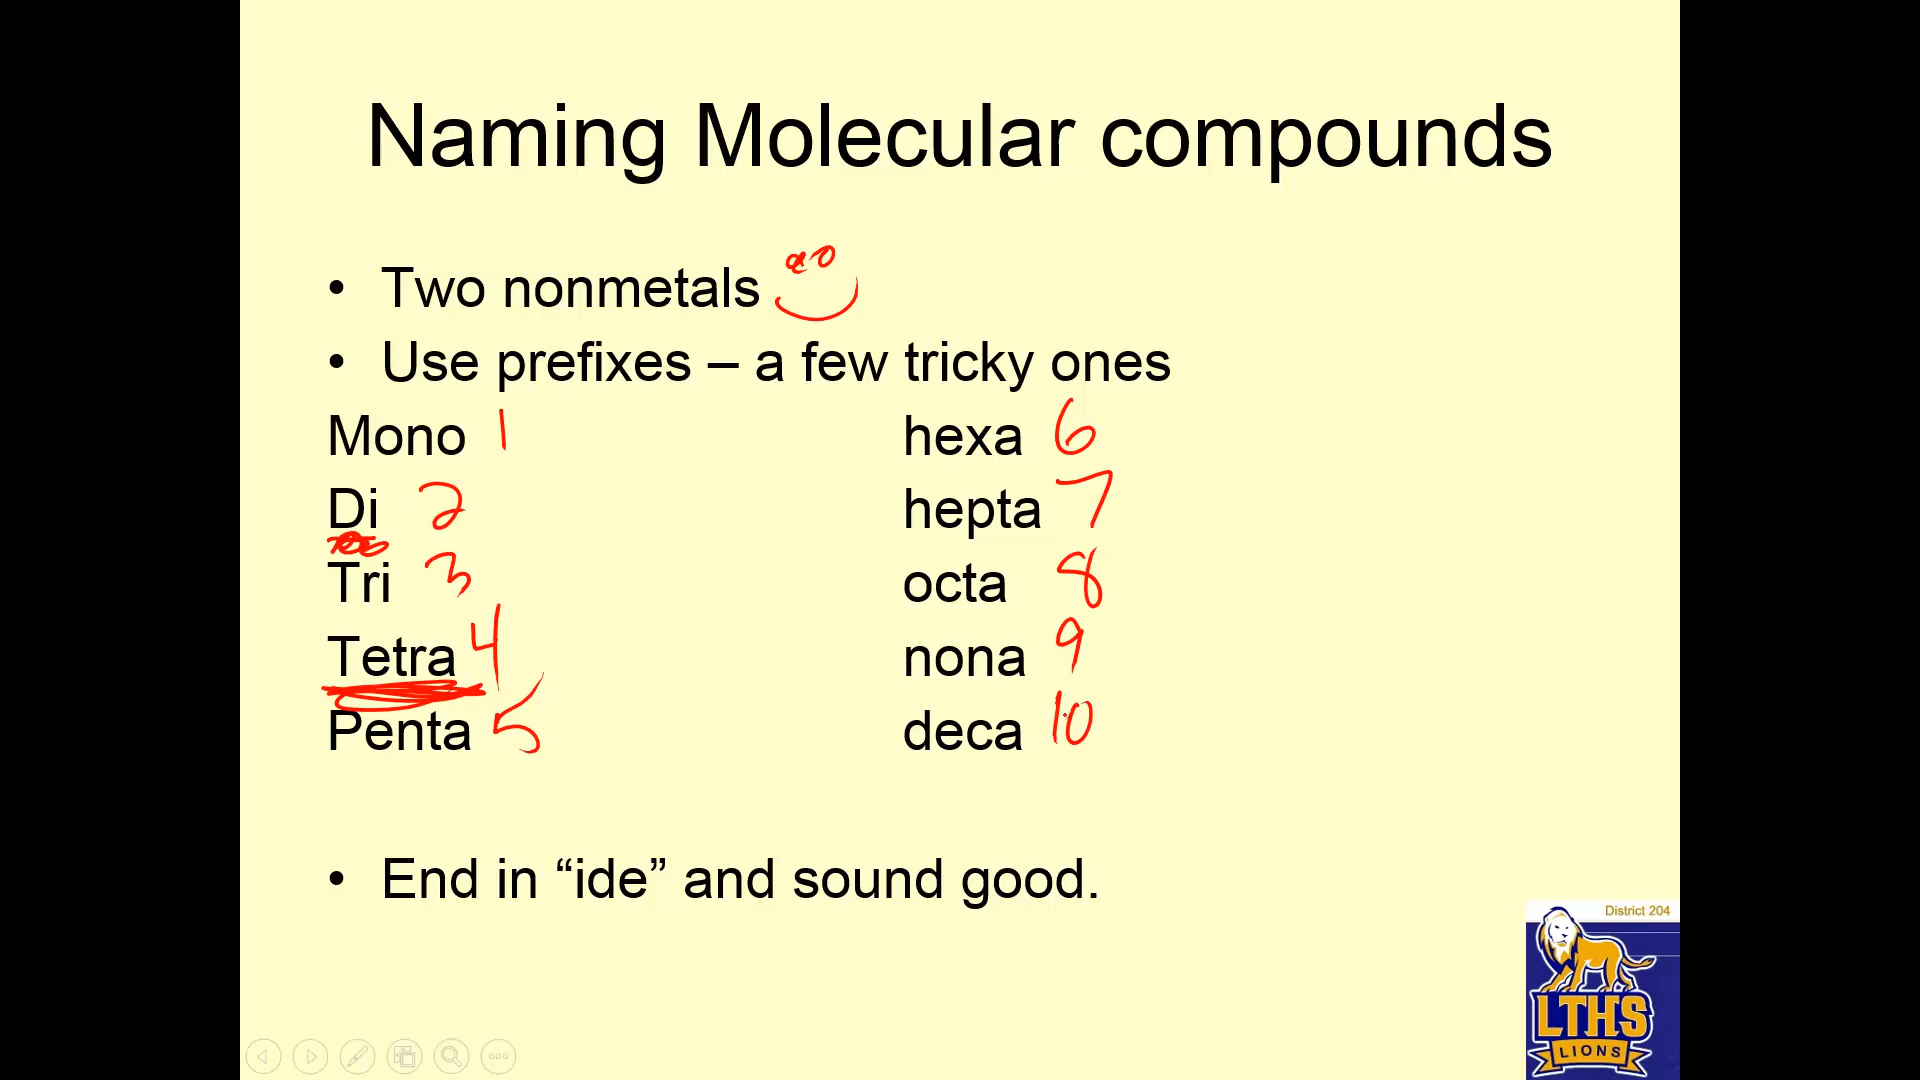 Naming Molecular compounds
• Two nonmetals
• Use prefixes – a few tricky ones
Mono 1
Di 2
Tri 3
Tetra 4
Penta 5
hexa 6
hepta 7
octa 8
nona 9
deca 10
• End in “ide” and sound good.
District 204
LTHS
LIONS